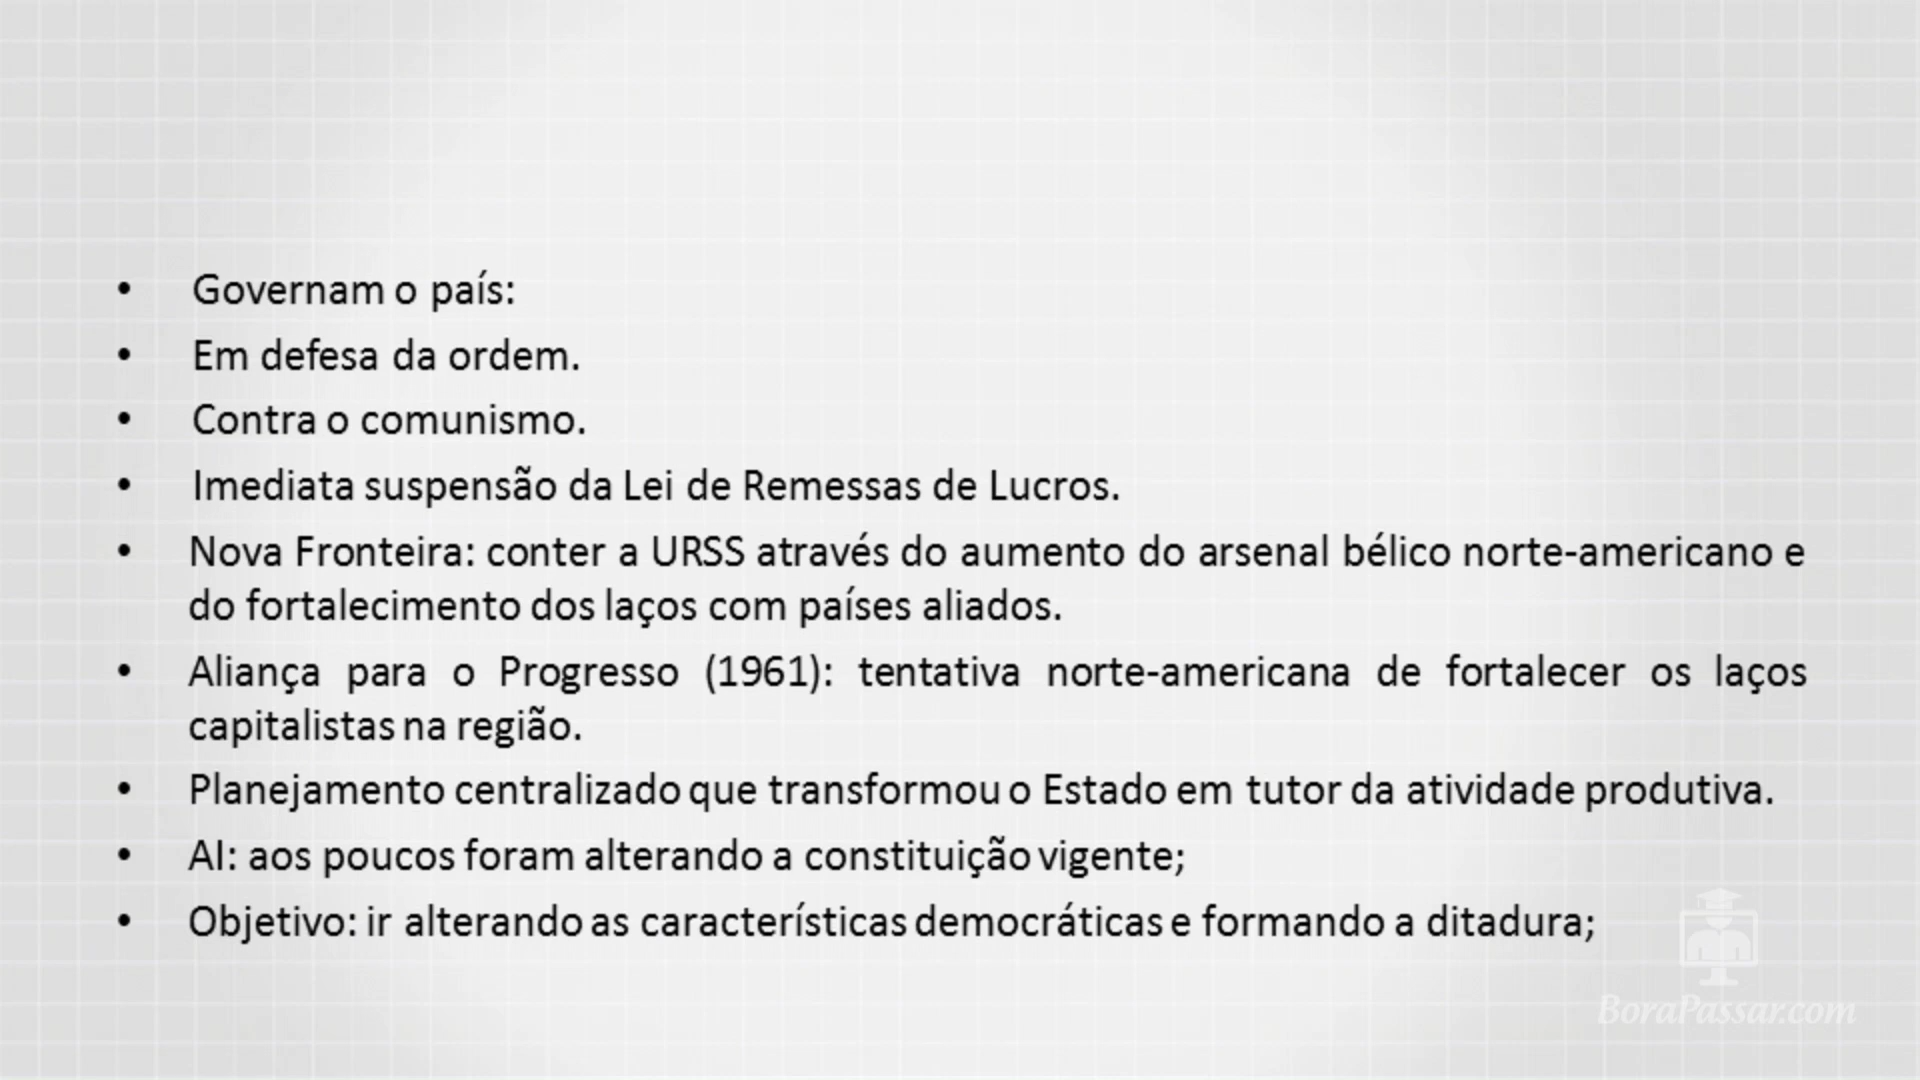 • Governam o país:
• Em defesa da ordem.
• Contra o comunismo.
• Imediata suspensão da Lei de Remessas de Lucros.
• Nova Fronteira: conter a URSS através do aumento do arsenal bélico norte-americano e
do fortalecimento dos laços com países aliados.
• Aliança para o Progresso (1961): tentativa norte-americana de fortalecer os laços
capitalistas na região.
• Planejamento centralizado que transformou o Estado em tutor da atividade produtiva.
• AI: aos poucos foram alterando a constituição vigente;
• Objetivo: ir alterando as características democráticas e formando a ditadura;
BoraPassar.com